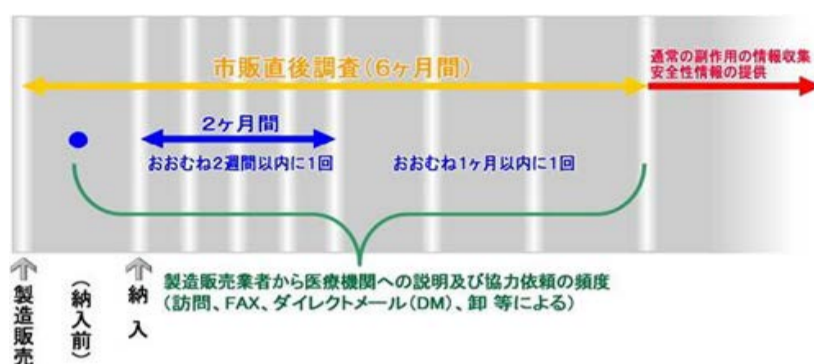 市販直後調査(6ヶ月間)
通常の副作用の情報収集
安全性情報の提供
2ヶ月間
おおむね2週間以内に1回
おおむね1ヶ月以内に1回
製造販売
(納入前)
納入
製造販売業者から医療機関への説明及び協力依頼の頻度
(訪問、FAX、ダイレクトメール(DM)、卸 等による)